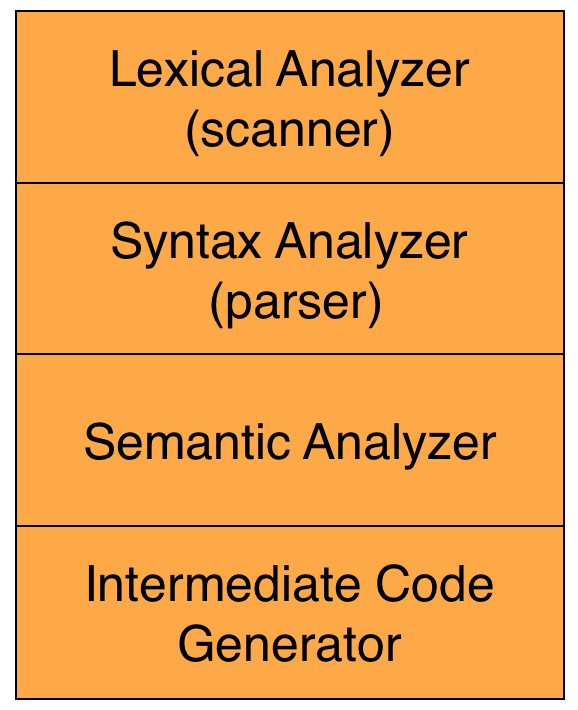 Lexical Analyzer
(scanner)
Syntax Analyzer
(parser)
Semantic Analyzer
Intermediate Code
Generator